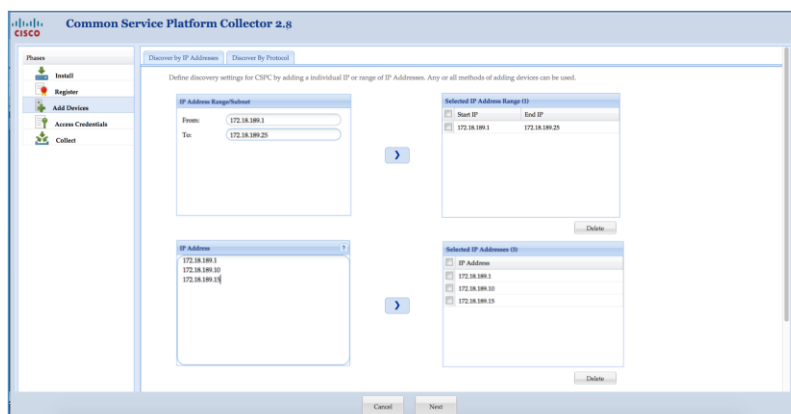 CISCO
Common Service Platform Collector 2.8
Phases
Install
Register
Add Devices
Access Credentials
Collect
Discover by IP Addresses
Discover By Protocol
Define discovery settings for CSPC by adding a individual IP or range of IP Addresses. Any or all methods of adding devices can be used.
IP Address Range/Subnet
From: 172.18.189.1
To: 172.18.189.25
❯
Selected IP Address Range (1)
Start IP End IP
172.18.189.1 172.18.189.25
Delete
IP Address ?
172.18.189.1
172.18.189.10
172.18.189.15
❯
Selected IP Addresses (3)
IP Address
172.18.189.1
172.18.189.10
172.18.189.15
Delete
Cancel
Next